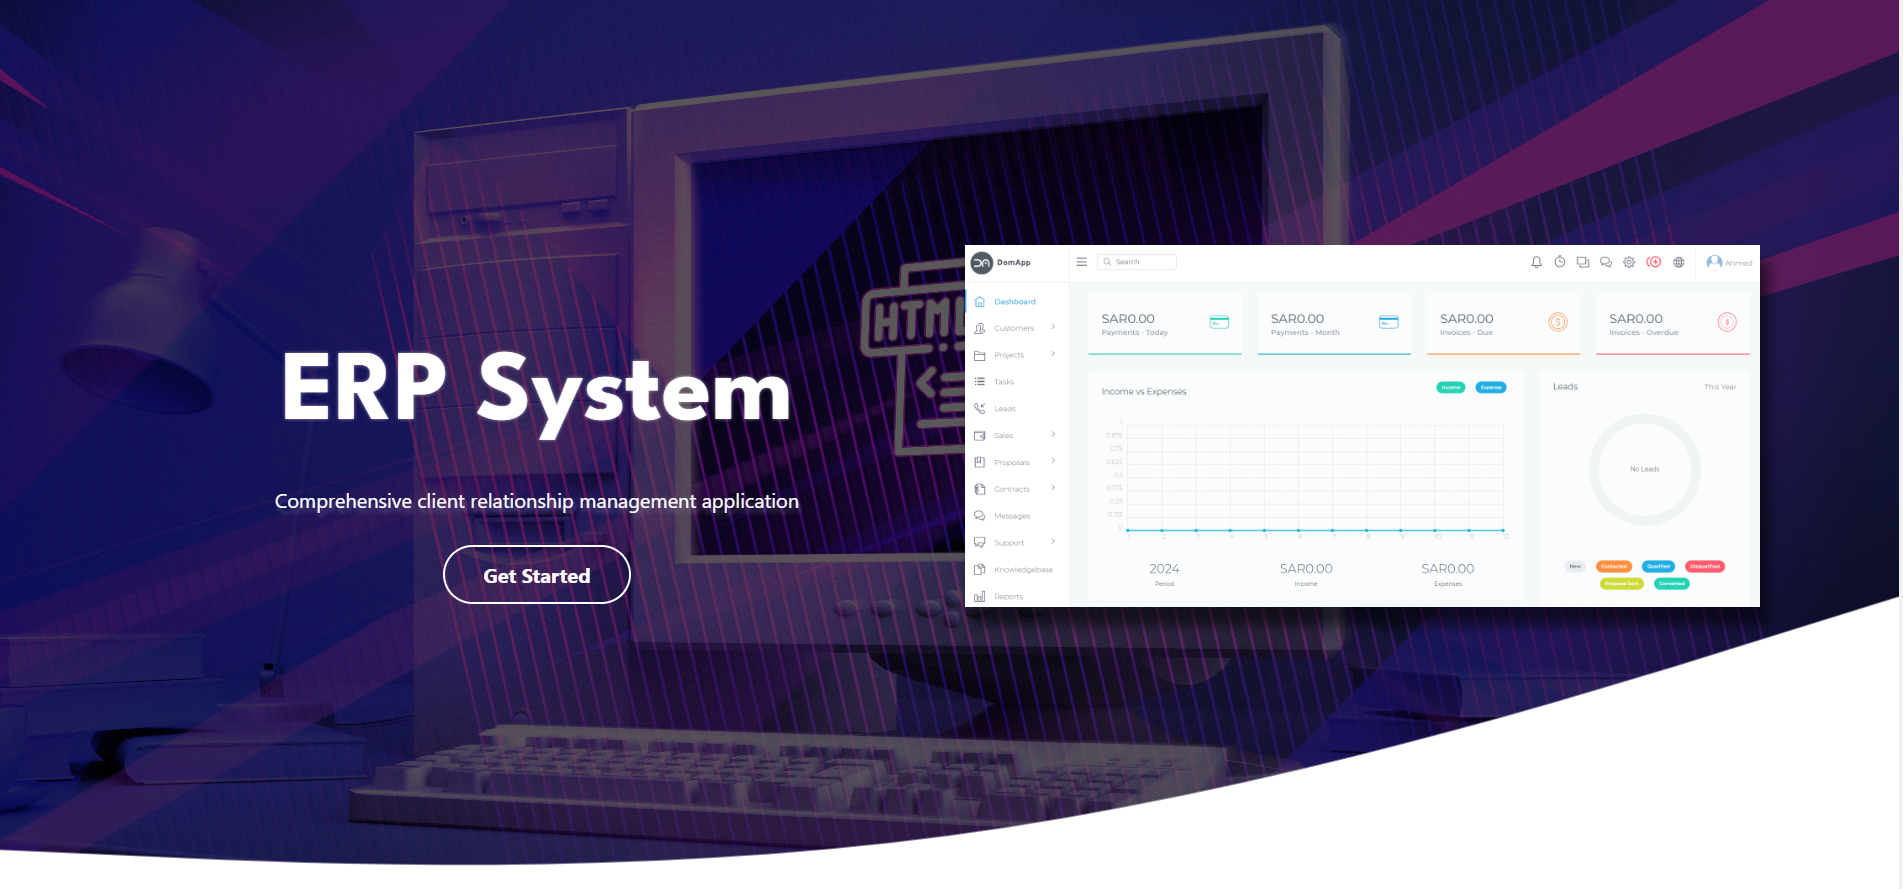 ERP System
Comprehensive client relationship management application
Get Started
HTML
DomApp
Search
Ahmed
Dashboard
Customers
Projects
Tasks
Leads
Sales
Proposals
Contracts
Messages
Support
Knowledgebase
Reports
SAR0.00
Payments - Today
SAR0.00
Payments - Month
SAR0.00
Invoices - Due
SAR0.00
Invoices - Overdue
Income vs Expenses
Income
Expense
1
0.875
0.75
0.625
0.5
0.375
0.25
0.125
0
1 2 3 4 5 6 7 8 9 10 11 12
2024
Period
SAR0.00
Income
SAR0.00
Expenses
Leads
This Year
No Leads
New
Contacted
Qualified
Disqualified
Proposal Sent
Converted